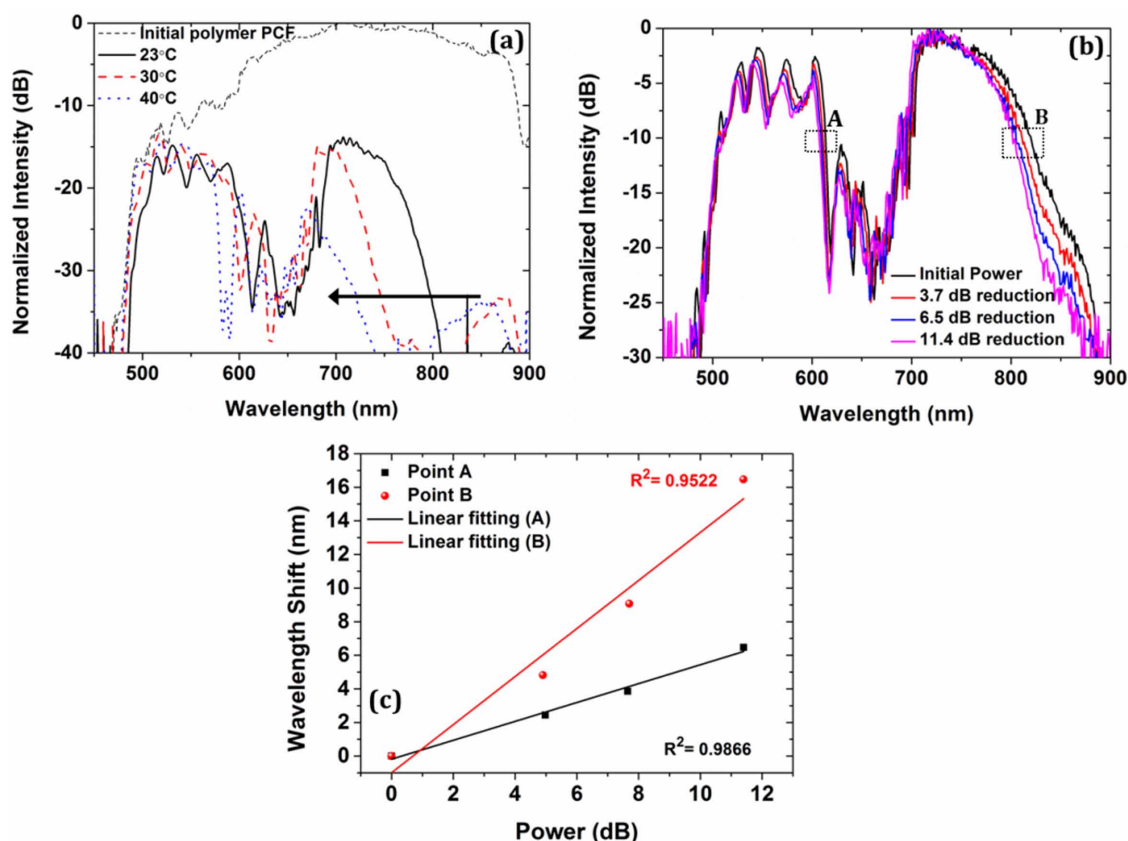 (a)
Initial polymer PCF
23°C
30°C
40°C
0
-10
-20
-30
-40
500
600
700
800
900
Normalized Intensity (dB)
Wavelength (nm)
(b)
A
B
Initial Power
3.7 dB reduction
6.5 dB reduction
11.4 dB reduction
0
-5
-10
-15
-20
-25
-30
500
600
700
800
900
Normalized Intensity (dB)
Wavelength (nm)
(c)
Point A
Point B
Linear fitting (A)
Linear fitting (B)
R²= 0.9522
R²= 0.9866
18
16
14
12
10
8
6
4
2
0
0
2
4
6
8
10
12
Wavelength Shift (nm)
Power (dB)